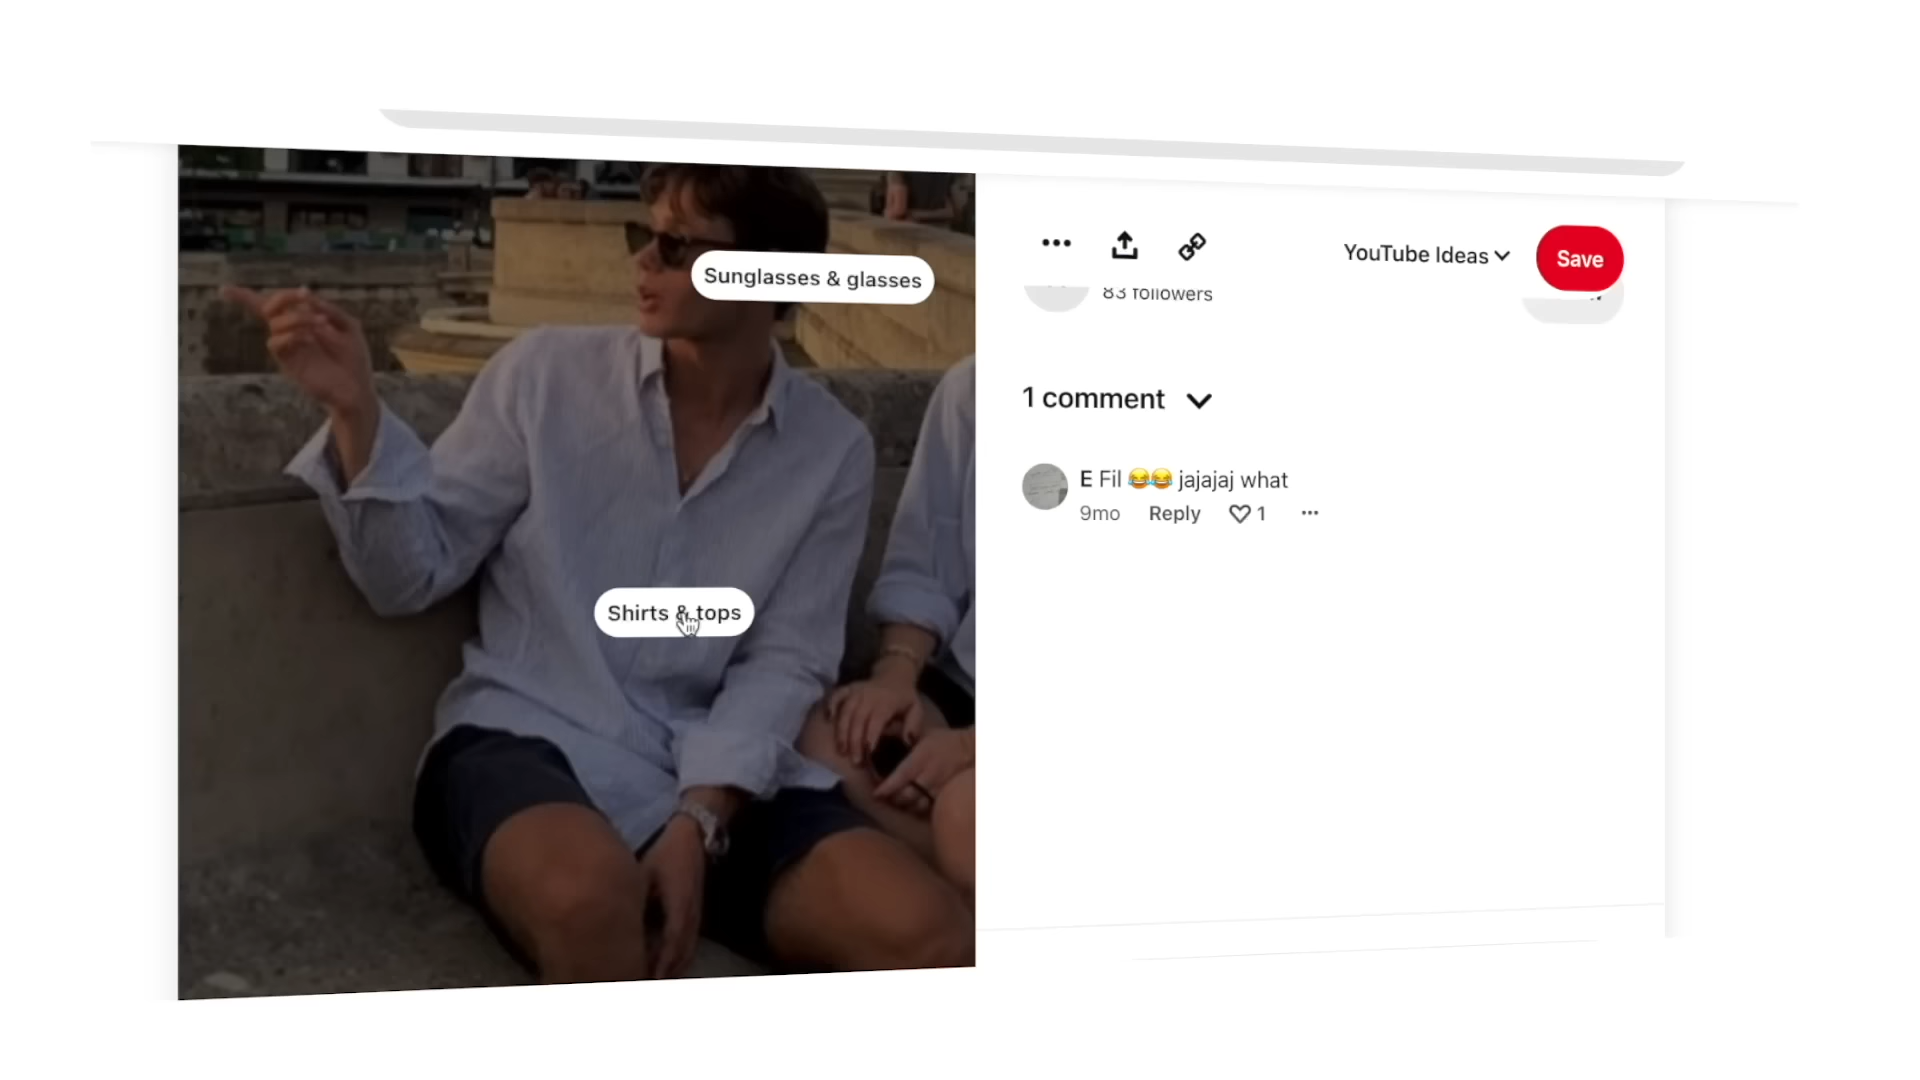 Sunglasses & glasses
Shirts & tops
YouTube Ideas
Save
83 followers
1 comment
E Fil 😂😂 jajajaj what
9mo Reply 1